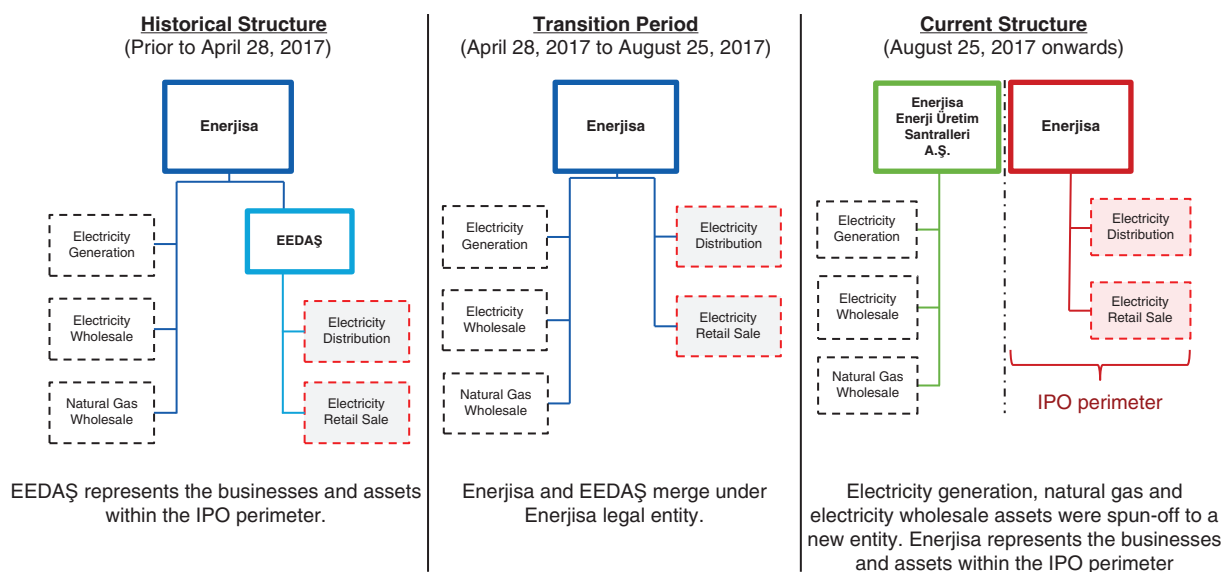 Historical Structure
(Prior to April 28, 2017)
Enerjisa
Electricity
Generation
EEDAŞ
Electricity
Wholesale
Electricity
Distribution
Natural Gas
Wholesale
Electricity
Retail Sale
EEDAŞ represents the businesses and assets
within the IPO perimeter.
Transition Period
(April 28, 2017 to August 25, 2017)
Enerjisa
Electricity
Generation
Electricity
Distribution
Electricity
Wholesale
Electricity
Retail Sale
Natural Gas
Wholesale
Enerjisa and EEDAŞ merge under
Enerjisa legal entity.
Current Structure
(August 25, 2017 onwards)
Enerjisa
Enerji Üretim
Santralleri
A.Ş.
Enerjisa
Electricity
Generation
Electricity
Distribution
Electricity
Wholesale
Electricity
Retail Sale
Natural Gas
Wholesale
IPO perimeter
Electricity generation, natural gas and
electricity wholesale assets were spun-off to a
new entity. Enerjisa represents the businesses
and assets within the IPO perimeter